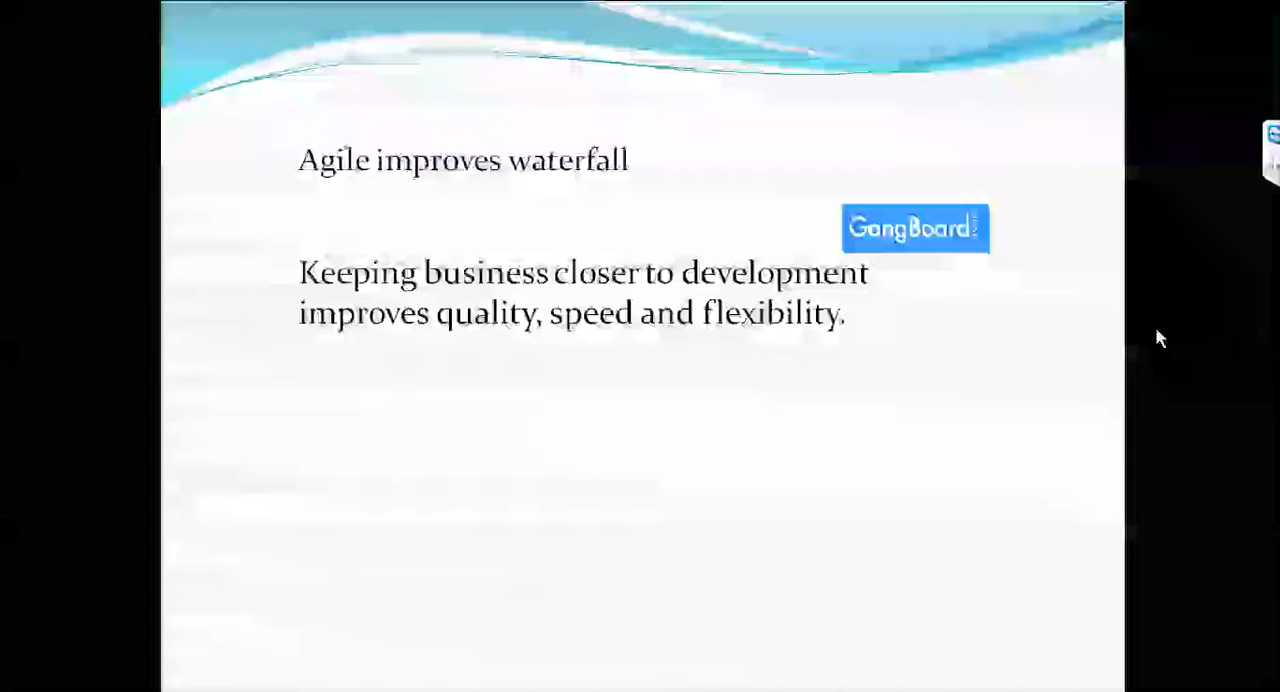 Agile improves waterfall
GangBoard
Keeping business closer to development
improves quality, speed and flexibility.